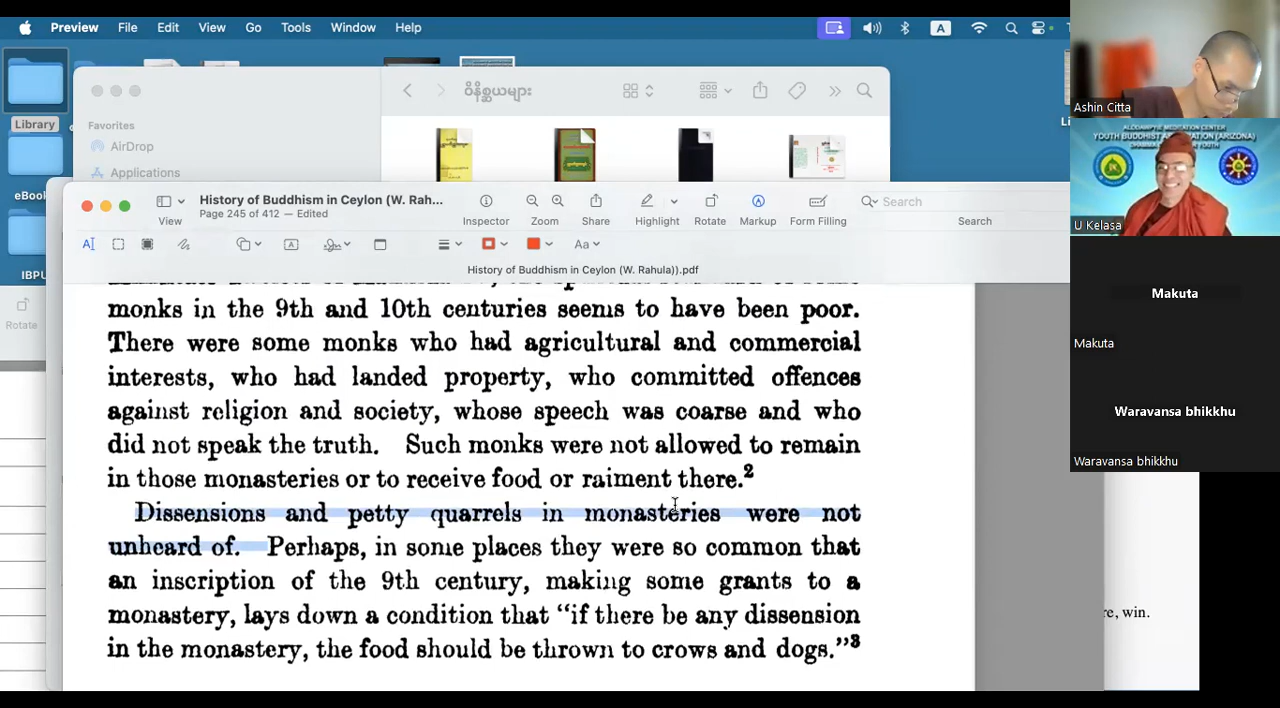 Preview File Edit View Go Tools Window Help
A
Library
ဝိနိစ္ဆယများ
Favorites
AirDrop
Applications
Rotate
History of Buddhism in Ceylon (W. Rah...
Page 245 of 412 — Edited
View
Inspector
Zoom
Share
Highlight
Rotate
Markup
Form Filling
Search
Search
Aa
History of Buddhism in Ceylon (W. Rahula)).pdf
monks in the 9th and 10th centuries seems to have been poor.
There were some monks who had agricultural and commercial
interests, who had landed property, who committed offences
against religion and society, whose speech was coarse and who
did not speak the truth. Such monks were not allowed to remain
in those monasteries or to receive food or raiment there.2
Dissensions and petty quarrels in monasteries were not
unheard of. Perhaps, in some places they were so common that
an inscription of the 9th century, making some grants to a
monastery, lays down a condition that "if there be any dissension
in the monastery, the food should be thrown to crows and dogs."3
win.
Ashin Citta
YOUTH BUDDHIST ASSOCIATION (ARIZONA)
U Kelasa
Makuta
Makuta
Waravansa bhikkhu
Waravansa bhikkhu